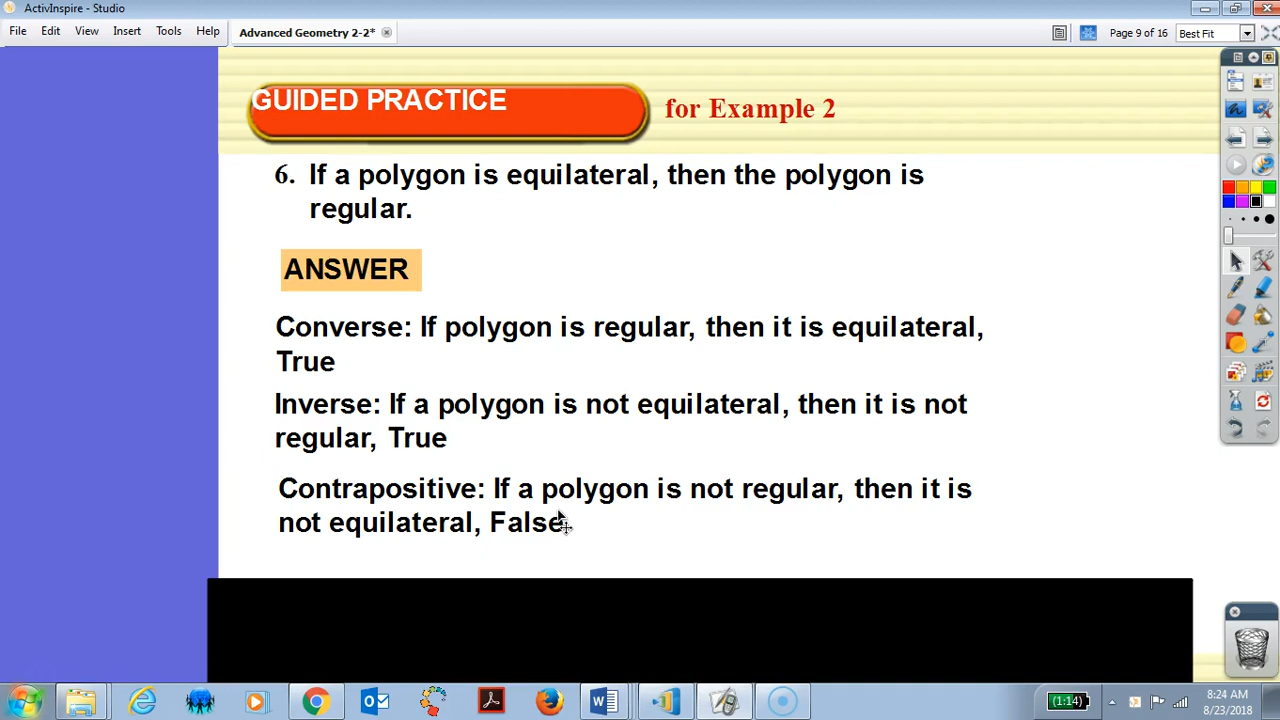 ActivInspire - Studio
File Edit View Insert Tools Help
Advanced Geometry 2-2*
Page 9 of 16
Best Fit
GUIDED PRACTICE
for Example 2
6. If a polygon is equilateral, then the polygon is
regular.
ANSWER
Converse: If polygon is regular, then it is equilateral,
True
Inverse: If a polygon is not equilateral, then it is not
regular, True
Contrapositive: If a polygon is not regular, then it is
not equilateral, False.
(1:14)
8:24 AM
8/23/2018